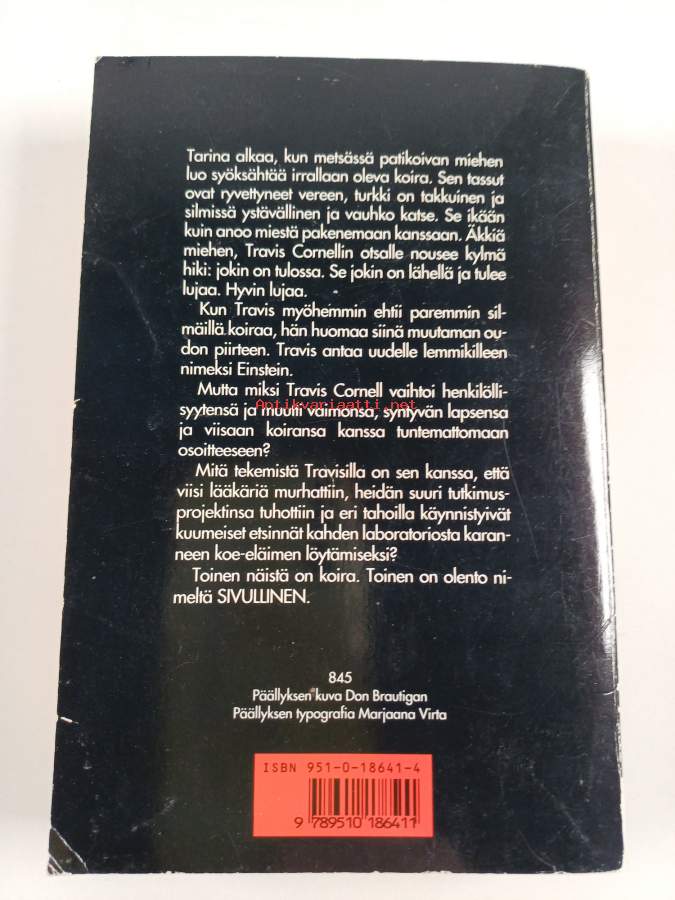 Tarina alkaa, kun metsässä patikoivan miehen
luo syöksähtää irrallaan oleva koira. Sen tassut
ovat ryvettyneet vereen, turkki on takkuinen ja
silmissä ystävällinen ja vauhko katse. Se ikään
kuin anoo miestä pakenemaan kanssaan. Äkkiä
miehen, Travis Cornellin otsalle nousee kylmä
hiki: jokin on tulossa. Se jokin on lähellä ja tulee
lujaa. Hyvin lujaa.
Kun Travis myöhemmin ehtii paremmin sil-
mäillä koiraa, hän huomaa siinä muutaman ou-
don piirteen. Travis antaa uudelle lemmikilleen
nimeksi Einstein.
Mutta miksi Travis Cornell vaihtoi henkilölli-
syytensä ja muutti vaimonsa, syntyvän lapsensa
Antikvariaatti.net
ja viisaan koiransa kanssa tuntemattomaan
osoitteeseen?
Mitä tekemistä Travisilla on sen kanssa, että
viisi lääkäriä murhattiin, heidän suuri tutkimus-
projektinsa tuhottiin ja eri tahoilla käynnistyivät
kuumeiset etsinnät kahden laboratoriosta karan-
neen koe-eläimen löytämiseksi?
Toinen näistä on koira. Toinen on olento ni-
meltä SIVULLINEN.
845
Päällyksen kuva Don Brautigan
Päällyksen typografia Marjaana Virta
ISBN 951-0-18641-4
9 789510 186411